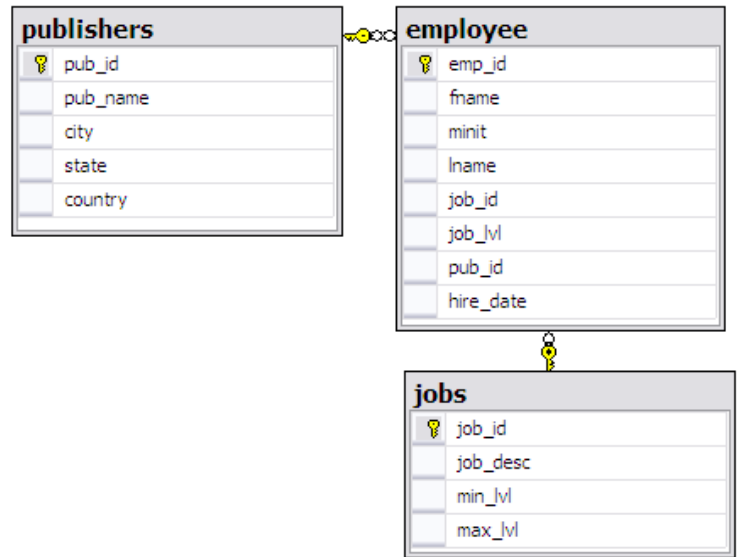 publishers
pub_id
pub_name
city
state
country
employee
emp_id
fname
minit
lname
job_id
job_lvl
pub_id
hire_date
jobs
job_id
job_desc
min_lvl
max_lvl